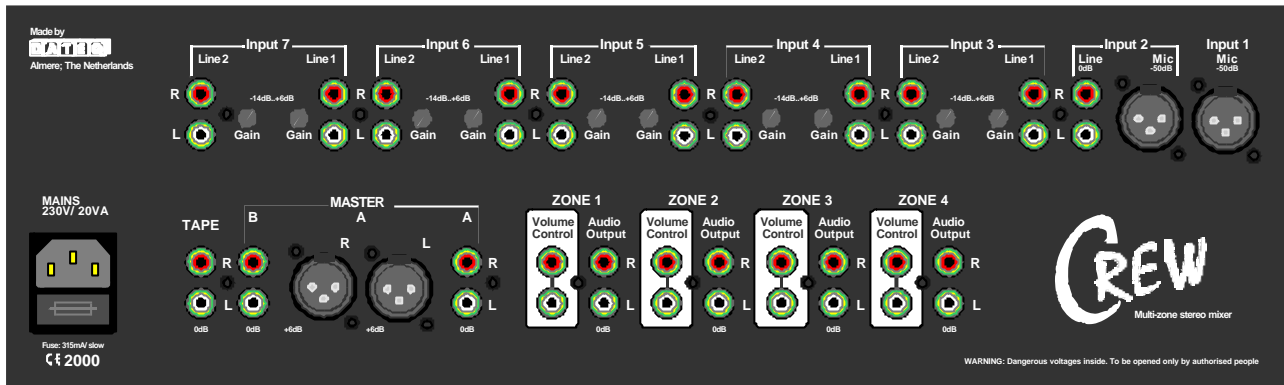 Made by
DATEQ
Almere; The Netherlands
Input 7 Input 6 Input 5 Input 4 Input 3 Input 2 Input 1
Line 2 Line 1 Line 2 Line 1 Line 2 Line 1 Line 2 Line 1 Line 2 Line 1 Line Mic Mic
0dB -50dB -50dB
R -14dB..+6dB R -14dB..+6dB R -14dB..+6dB R -14dB..+6dB R -14dB..+6dB R
L Gain Gain L Gain Gain L Gain Gain L Gain Gain L Gain Gain L
MAINS
230V/ 20VA
Fuse: 315mA/ slow
CE 2000
TAPE
MASTER
B A A
R L
R R
L L
0dB 0dB +6dB +6dB 0dB
ZONE 1 ZONE 2 ZONE 3 ZONE 4
Volume Audio Volume Audio Volume Audio Volume Audio
Control Output Control Output Control Output Control Output
R R R R
L L L L
0dB 0dB 0dB 0dB
CREW
Multi-zone stereo mixer
WARNING: Dangerous voltages inside. To be opened only by authorised people